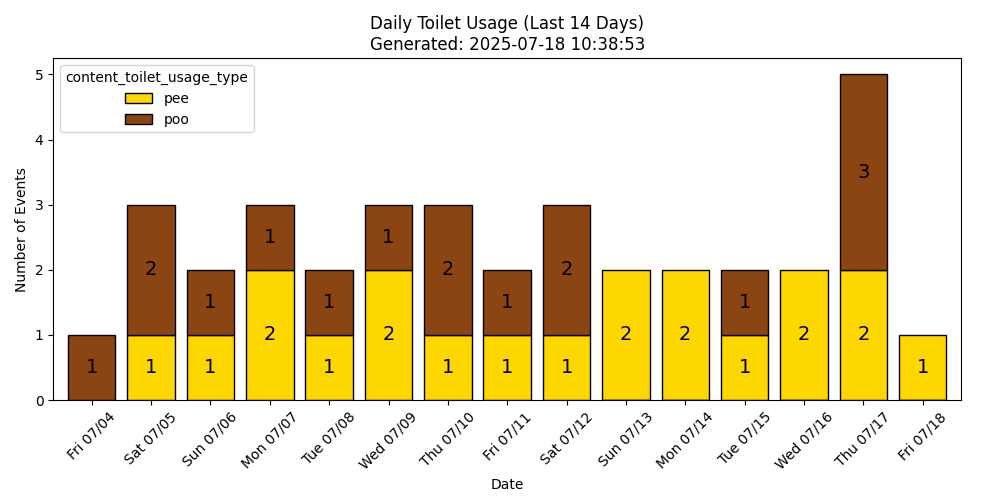 Daily Toilet Usage (Last 14 Days)
Generated: 2025-07-18 10:38:53
content_toilet_usage_type
pee
poo
Number of Events
5
4
3
2
1
0
1
2
1
1
1
1
2
1
1
1
2
2
1
1
1
2
1
2
2
1
1
2
3
2
1
Fri 07/04
Sat 07/05
Sun 07/06
Mon 07/07
Tue 07/08
Wed 07/09
Thu 07/10
Fri 07/11
Sat 07/12
Sun 07/13
Mon 07/14
Tue 07/15
Wed 07/16
Thu 07/17
Fri 07/18
Date